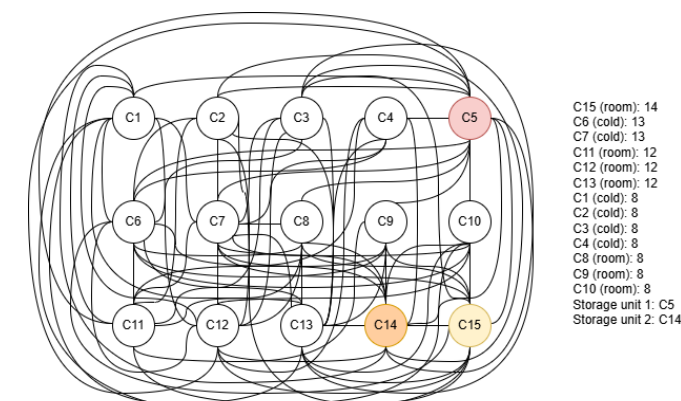 C1 C2 C3 C4 C5
C6 C7 C8 C9 C10
C11 C12 C13 C14 C15
C15 (room): 14
C6 (cold): 13
C7 (cold): 13
C11 (room): 12
C12 (room): 12
C13 (room): 12
C1 (cold): 8
C2 (cold): 8
C3 (cold): 8
C4 (cold): 8
C8 (room): 8
C9 (room): 8
C10 (room): 8
Storage unit 1: C5
Storage unit 2: C14